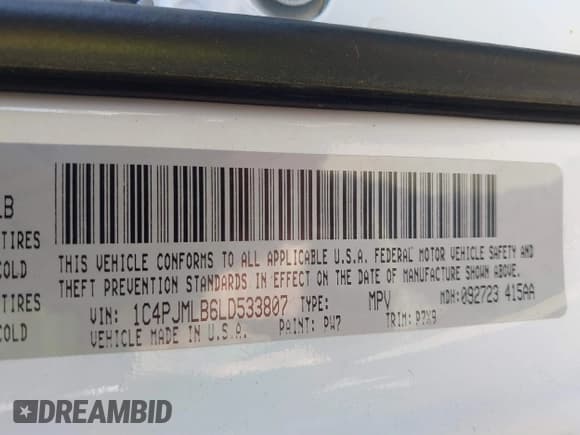 LB
TIRES
COLD
TIRES
COLD
THIS VEHICLE CONFORMS TO ALL APPLICABLE U.S.A. FEDERAL MOTOR VEHICLE SAFETY AND
THEFT PREVENTION STANDARDS IN EFFECT ON THE DATE OF MANUFACTURE SHOWN ABOVE.
VIN: 1C4PJMLB6LD533807 TYPE: MPV MDH: 092723 415AA
VEHICLE MADE IN U.S.A. PAINT: PW7 TRIM: P7X9
DREAMBID